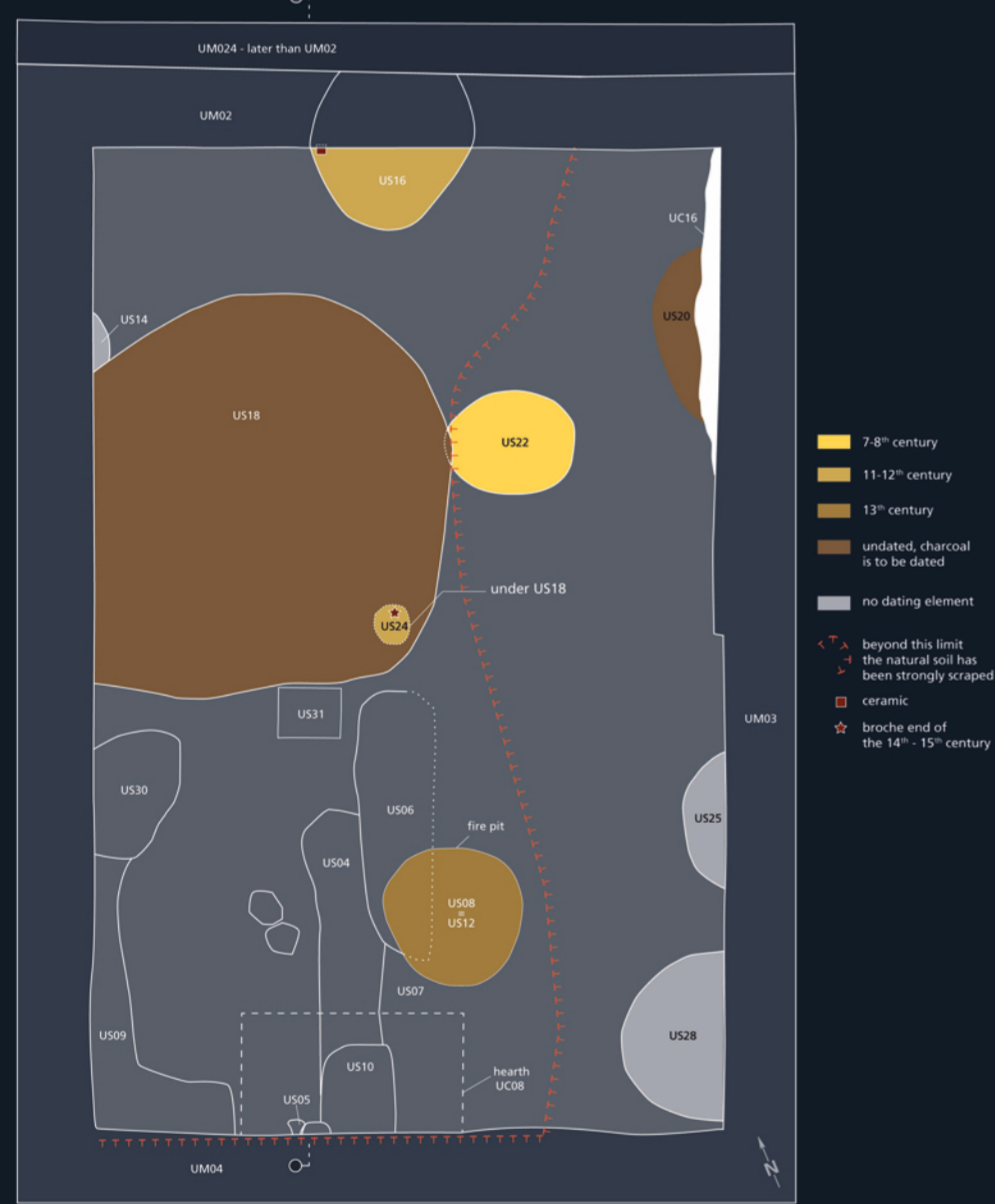 UM024 - later than UM02
UM02
US16
UC16
US20
US14
US18
US22
under US18
US24
US31
US30
US06
US04
fire pit
US08
=
US12
US07
US09
US10
hearth
UC08
US05
UM04
UM03
US25
US28
N
7-8th century
11-12th century
13th century
undated, charcoal
is to be dated
no dating element
beyond this limit
the natural soil has
been strongly scraped
ceramic
broche end of
the 14th - 15th century